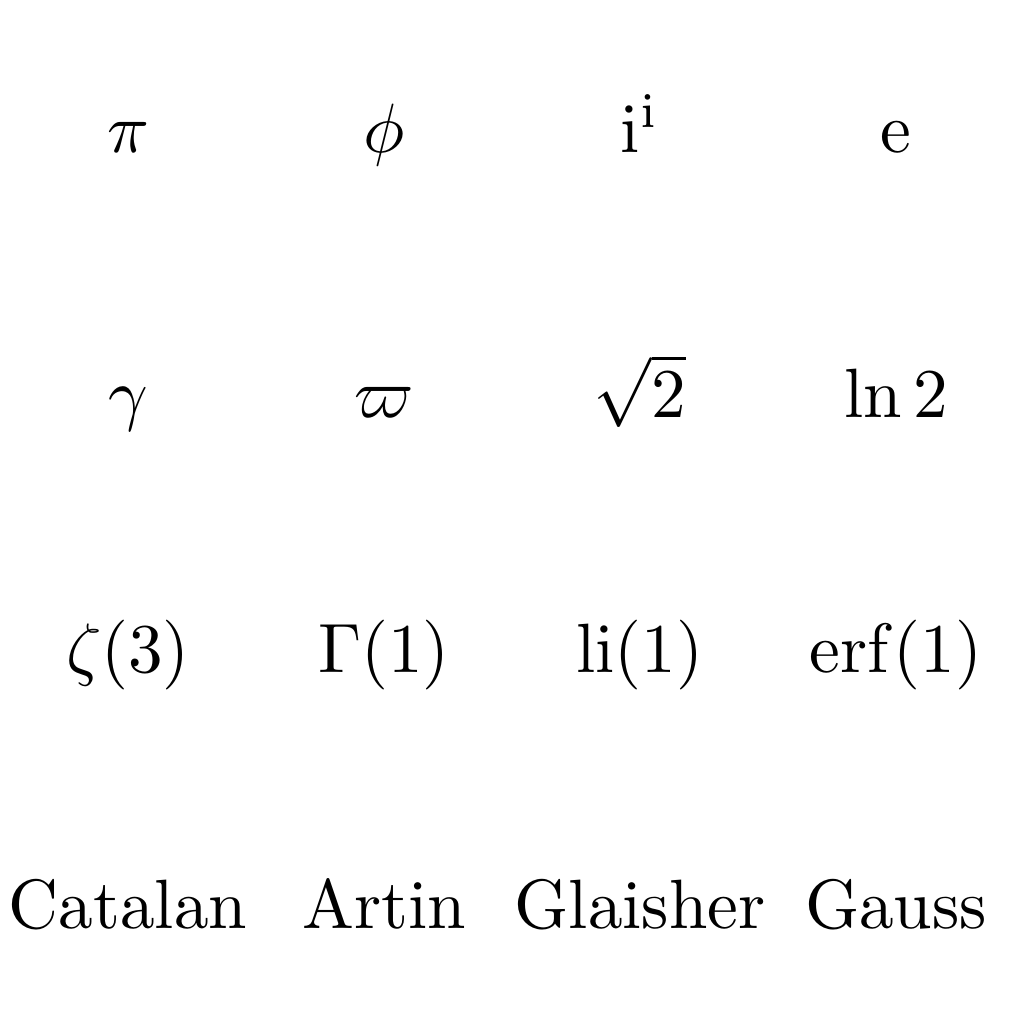 π ϕ iⁱ e
γ ϖ √2 ln 2
ζ(3) Γ(1) li(1) erf(1)
Catalan Artin Glaisher Gauss